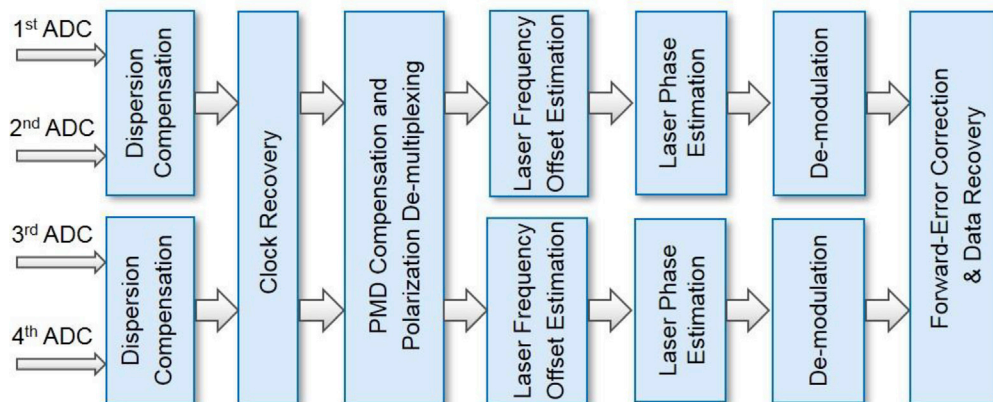 1st ADC
2nd ADC
3rd ADC
4th ADC
Dispersion
Compensation
Dispersion
Compensation
Clock Recovery
PMD Compensation and
Polarization De-multiplexing
Laser Frequency
Offset Estimation
Laser Frequency
Offset Estimation
Laser Phase
Estimation
Laser Phase
Estimation
De-modulation
De-modulation
Forward-Error Correction
& Data Recovery